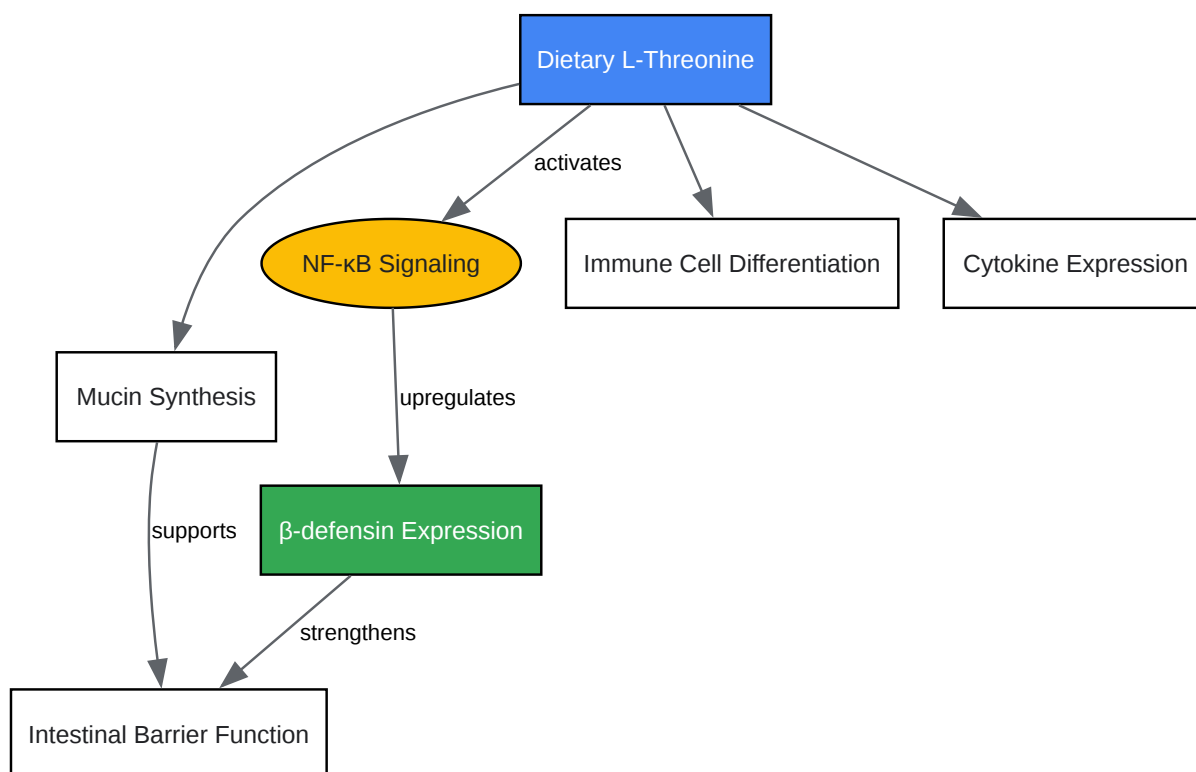 Dietary L-Threonine
activates
NF-κB Signaling
Immune Cell Differentiation
Cytokine Expression
Mucin Synthesis
upregulates
supports
β-defensin Expression
strengthens
Intestinal Barrier Function